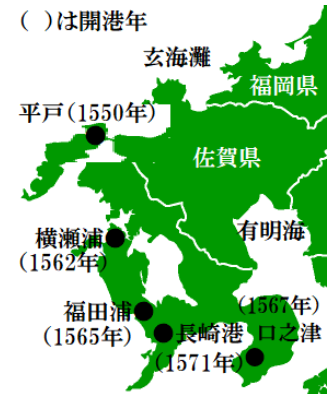 ( )は開港年
玄海灘
福岡県
平戸(1550年)
佐賀県
有明海
横瀬浦
(1562年)
福田浦
(1565年)
(1567年)
口之津
長崎港
(1571年)